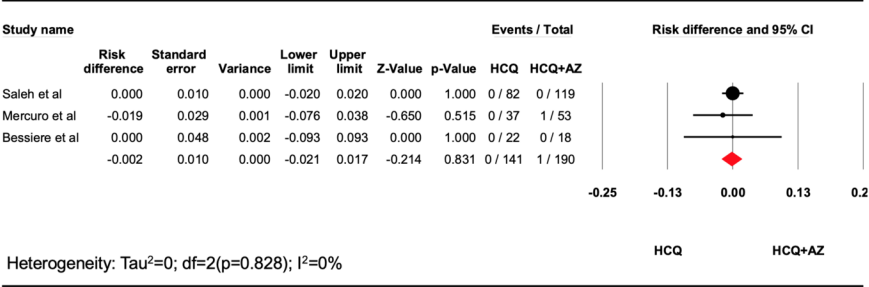 Study name Events / Total Risk difference and 95% CI
Risk difference Standard error Variance Lower limit Upper limit Z-Value p-Value HCQ HCQ+AZ
Saleh et al 0.000 0.010 0.000 -0.020 0.020 0.000 1.000 0 / 82 0 / 119
Mercuro et al -0.019 0.029 0.001 -0.076 0.038 -0.650 0.515 0 / 37 1 / 53
Bessiere et al 0.000 0.048 0.002 -0.093 0.093 0.000 1.000 0 / 22 0 / 18
-0.002 0.010 0.000 -0.021 0.017 -0.214 0.831 0 / 141 1 / 190
-0.25 -0.13 0.00 0.13 0.2
HCQ HCQ+AZ
Heterogeneity: Tau²=0; df=2(p=0.828); I²=0%